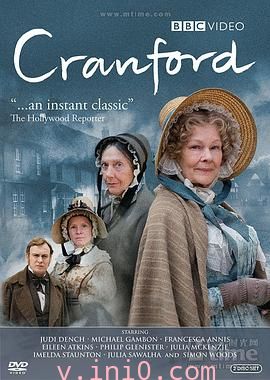 www.mtime.com
BBC VIDEO
Cranford
"...an instant classic"
The Hollywood Reporter
STARRING
JUDI DENCH · MICHAEL GAMBON · FRANCESCA ANNIS
EILEEN ATKINS · PHILIP GLENISTER · JULIA MCKENZIE
IMELDA STAUNTON · JULIA SAWALHA AND SIMON WOODS
DVD
2 DISC SET
v.ini0.com